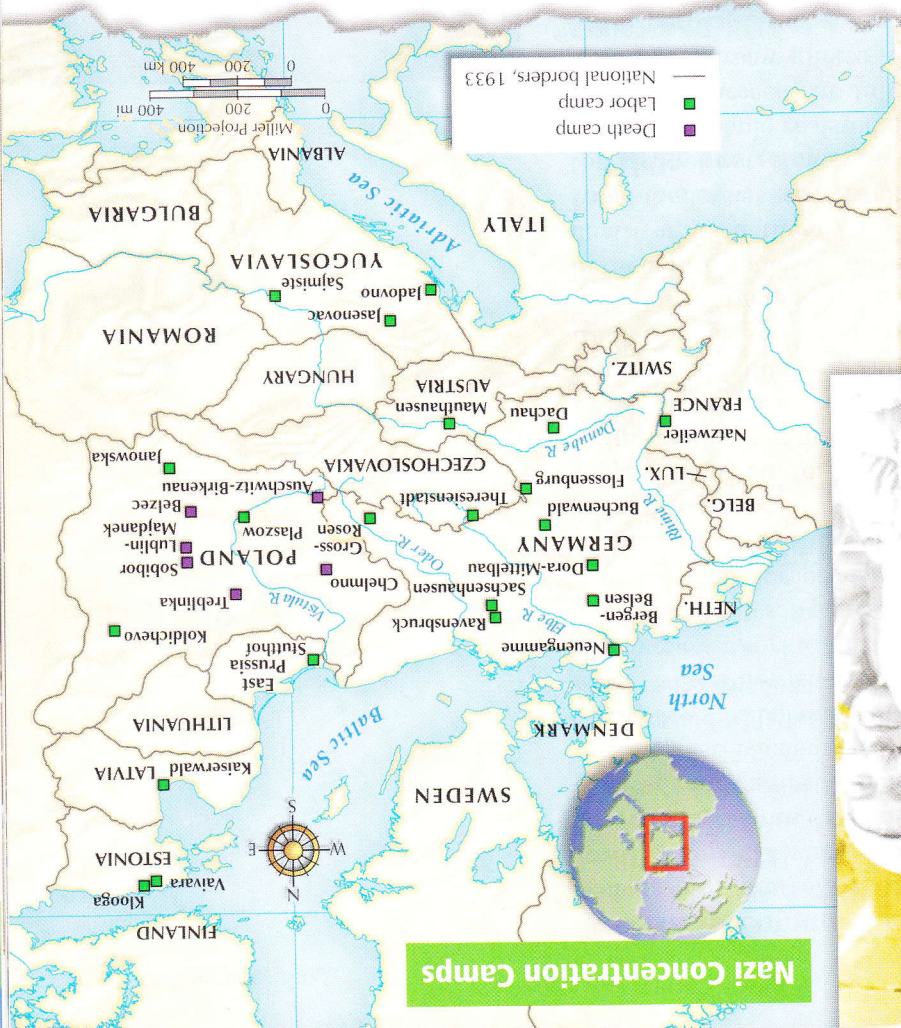 Nazi Concentration Camps
FINLAND
Klooga
Vaivara
ESTONIA
N
W
E
S
SWEDEN
Kaiserwald
LATVIA
Baltic Sea
DENMARK
LITHUANIA
North
Sea
East
Prussia
Stutthof
Neuengamme
Koldichevo
Ravensbruck
Elbe R.
NETH.
Bergen-
Belsen
Sachsenhausen
Vistula R.
Treblinka
Dora-Mittelbau
Chelmno
Sobibor
GERMANY
Oder R.
Gross-
Rosen
POLAND
Lublin-
Majdanek
BELG.
Rhine R.
Buchenwald
Plaszow
Belzec
LUX.
Flossenburg
Theresienstadt
Auschwitz-Birkenau
CZECHOSLOVAKIA
Janowska
Natzweiler
FRANCE
Danube R.
Dachau
Mauthausen
AUSTRIA
SWITZ.
HUNGARY
ROMANIA
Jasenovac
Jadovno
Sajmiste
YUGOSLAVIA
ITALY
Adriatic Sea
BULGARIA
ALBANIA
Death camp
Labor camp
National borders, 1933
Miller Projection
0 200 400 mi
0 200 400 km